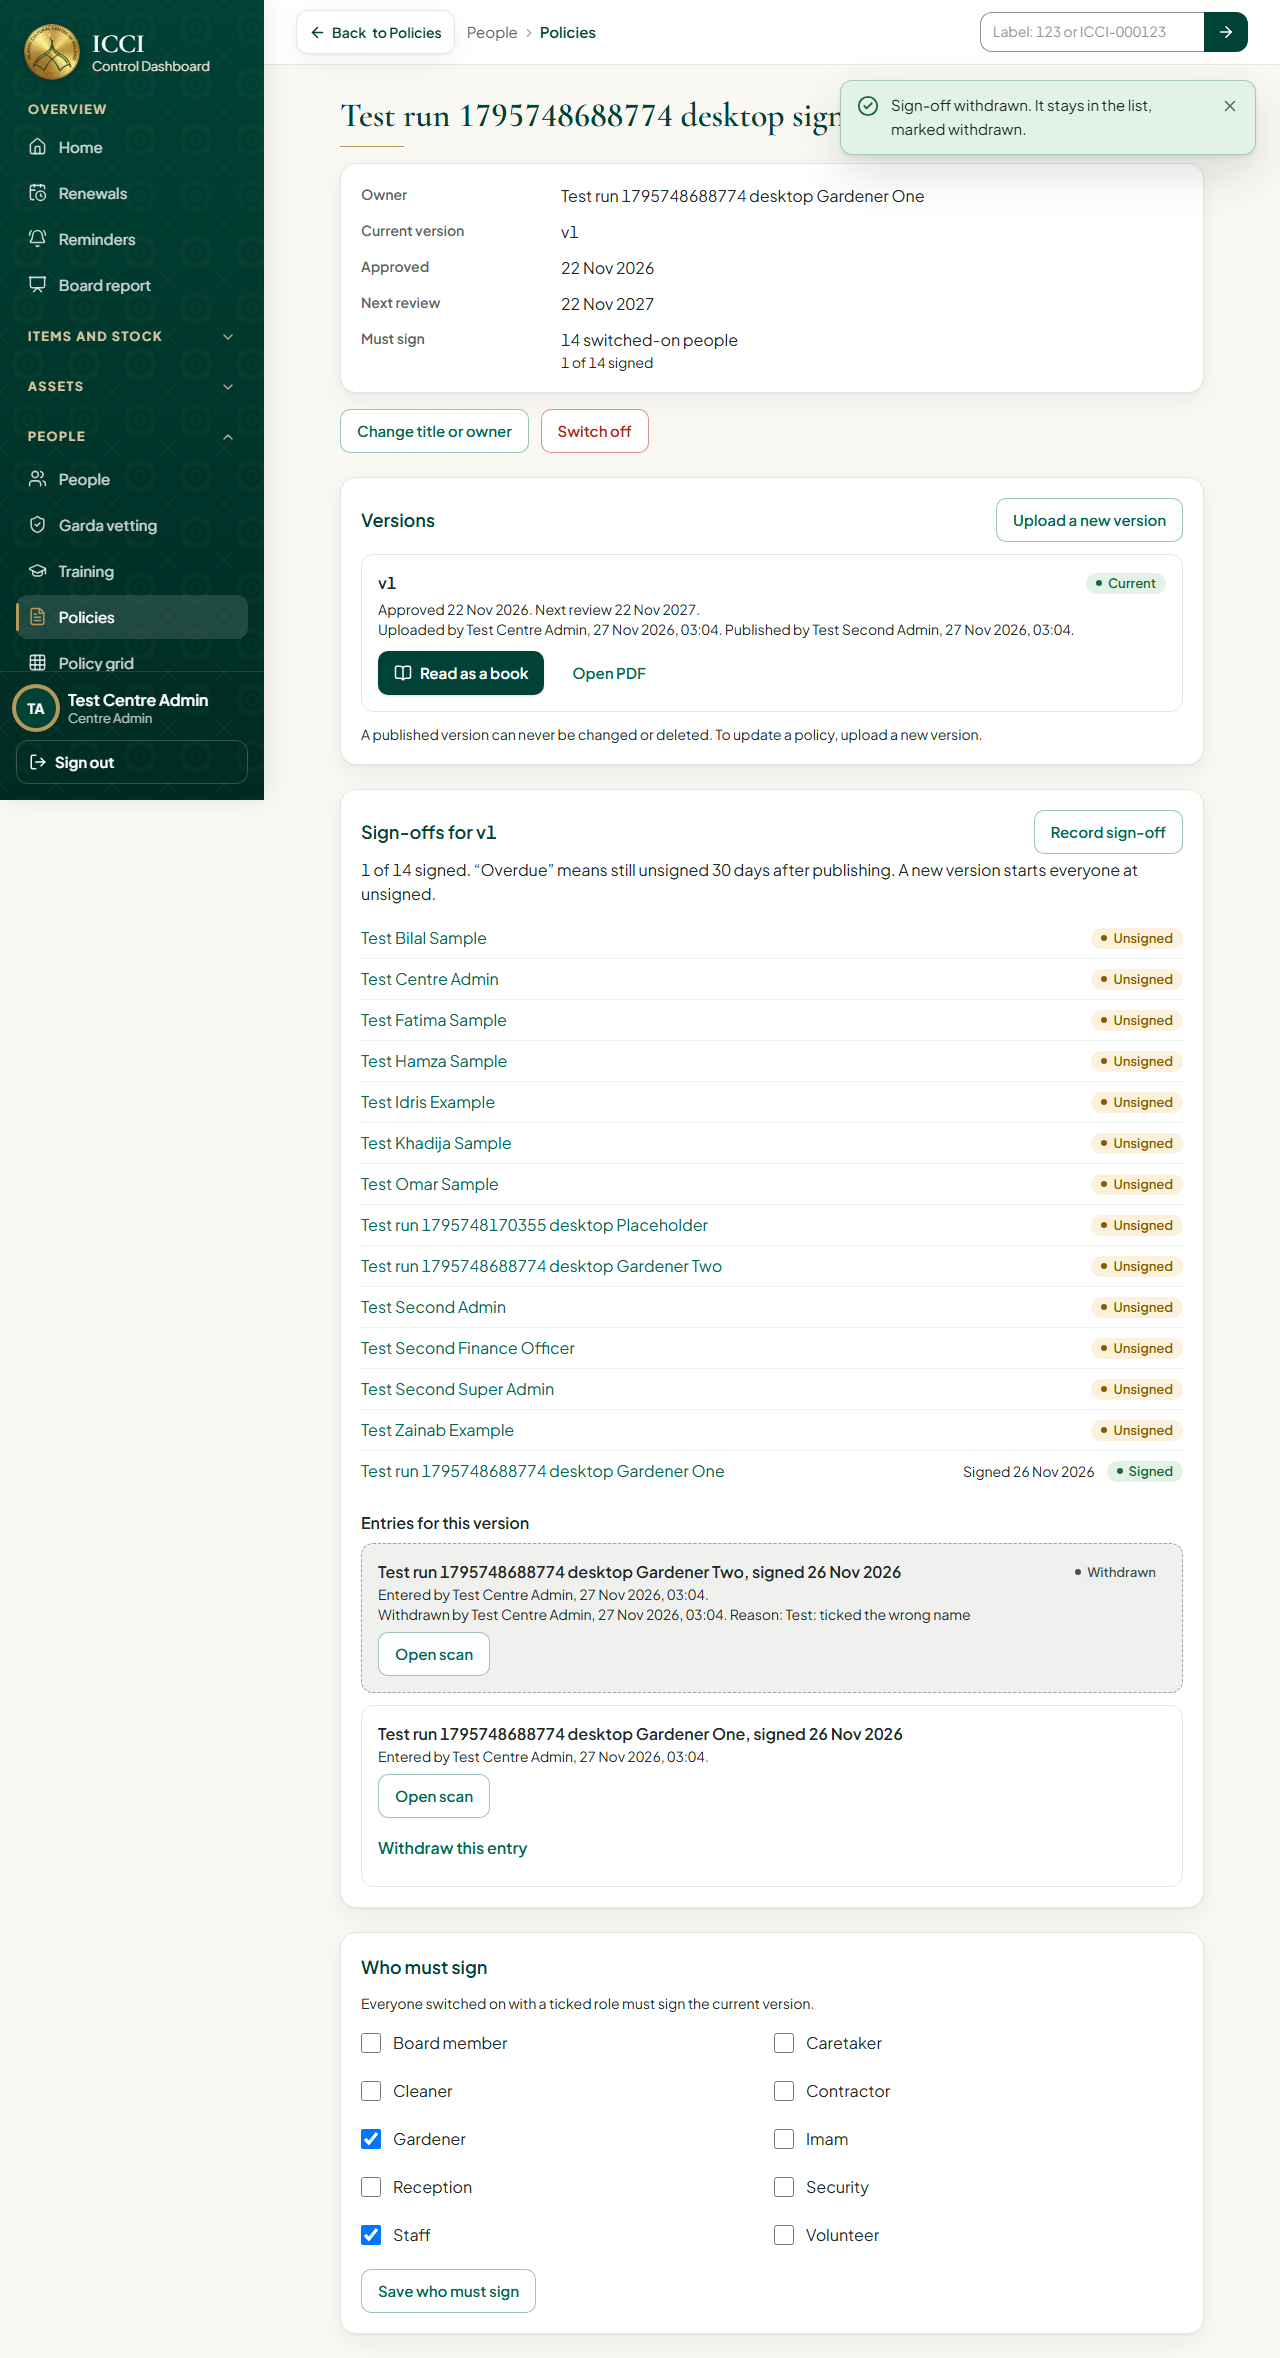 ICCI
Control Dashboard
OVERVIEW
Home
Renewals
Reminders
Board report
ITEMS AND STOCK
ASSETS
PEOPLE
People
Garda vetting
Training
Policies
Policy grid
TA
Test Centre Admin
Centre Admin
Sign out
Back to Policies
People › Policies
Label: 123 or ICCI-000123
Sign-off withdrawn. It stays in the list,
marked withdrawn.
Test run 1795748688774 desktop sign
Owner
Test run 1795748688774 desktop Gardener One
Current version
v1
Approved
22 Nov 2026
Next review
22 Nov 2027
Must sign
14 switched-on people
1 of 14 signed
Change title or owner
Switch off
Versions
Upload a new version
v1
Current
Approved 22 Nov 2026. Next review 22 Nov 2027.
Uploaded by Test Centre Admin, 27 Nov 2026, 03:04. Published by Test Second Admin, 27 Nov 2026, 03:04.
Read as a book
Open PDF
A published version can never be changed or deleted. To update a policy, upload a new version.
Sign-offs for v1
Record sign-off
1 of 14 signed. “Overdue” means still unsigned 30 days after publishing. A new version starts everyone at
unsigned.
Test Bilal Sample
Unsigned
Test Centre Admin
Unsigned
Test Fatima Sample
Unsigned
Test Hamza Sample
Unsigned
Test Idris Example
Unsigned
Test Khadija Sample
Unsigned
Test Omar Sample
Unsigned
Test run 1795748170355 desktop Placeholder
Unsigned
Test run 1795748688774 desktop Gardener Two
Unsigned
Test Second Admin
Unsigned
Test Second Finance Officer
Unsigned
Test Second Super Admin
Unsigned
Test Zainab Example
Unsigned
Test run 1795748688774 desktop Gardener One
Signed 26 Nov 2026
Signed
Entries for this version
Test run 1795748688774 desktop Gardener Two, signed 26 Nov 2026
Withdrawn
Entered by Test Centre Admin, 27 Nov 2026, 03:04.
Withdrawn by Test Centre Admin, 27 Nov 2026, 03:04. Reason: Test: ticked the wrong name
Open scan
Test run 1795748688774 desktop Gardener One, signed 26 Nov 2026
Entered by Test Centre Admin, 27 Nov 2026, 03:04.
Open scan
Withdraw this entry
Who must sign
Everyone switched on with a ticked role must sign the current version.
Board member
Caretaker
Cleaner
Contractor
Gardener
Imam
Reception
Security
Staff
Volunteer
Save who must sign